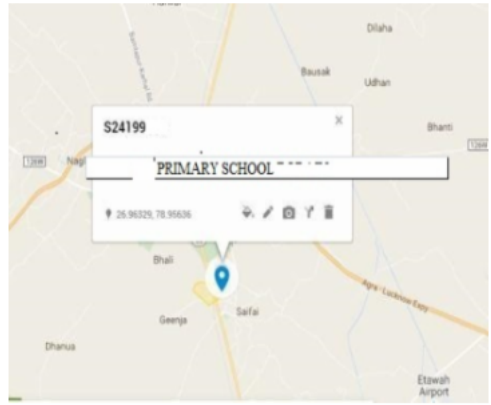 Dilaha
Bausak
Udhan
S24199
Bhanti
PRIMARY SCHOOL
26.96329, 78.95636
Bhali
Agra - Lucknow Expy
Geenja
Saifai
Dhanua
Etawah
Airport